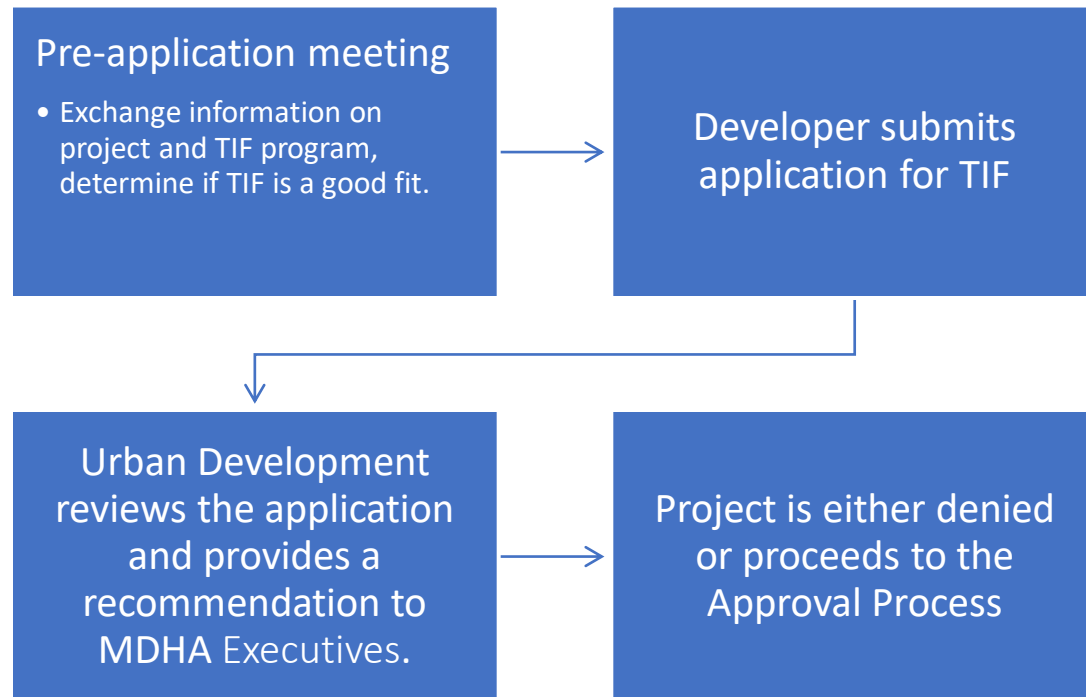 Pre-application meeting
• Exchange information on
project and TIF program,
determine if TIF is a good fit.
Developer submits
application for TIF
Urban Development
reviews the application
and provides a
recommendation to
MDHA Executives.
Project is either denied
or proceeds to the
Approval Process